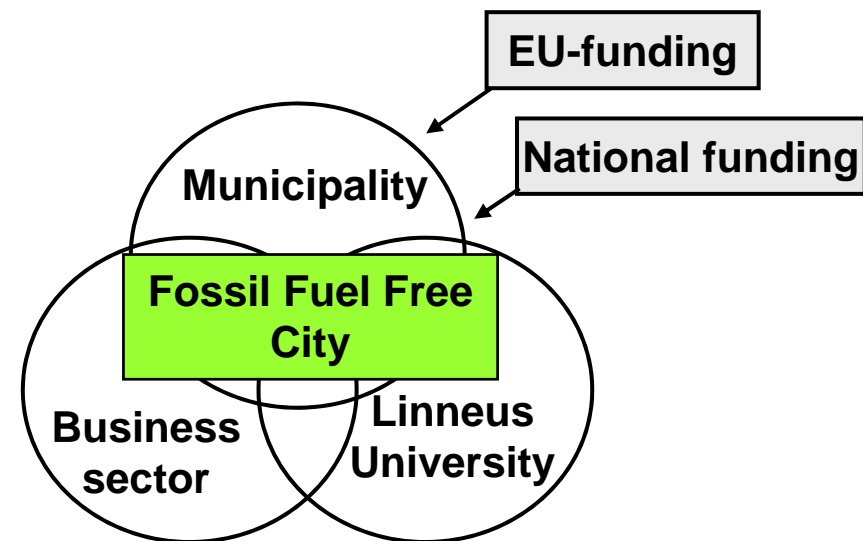 EU-funding
National funding
Municipality
Fossil Fuel Free
City
Business
sector
Linneus
University